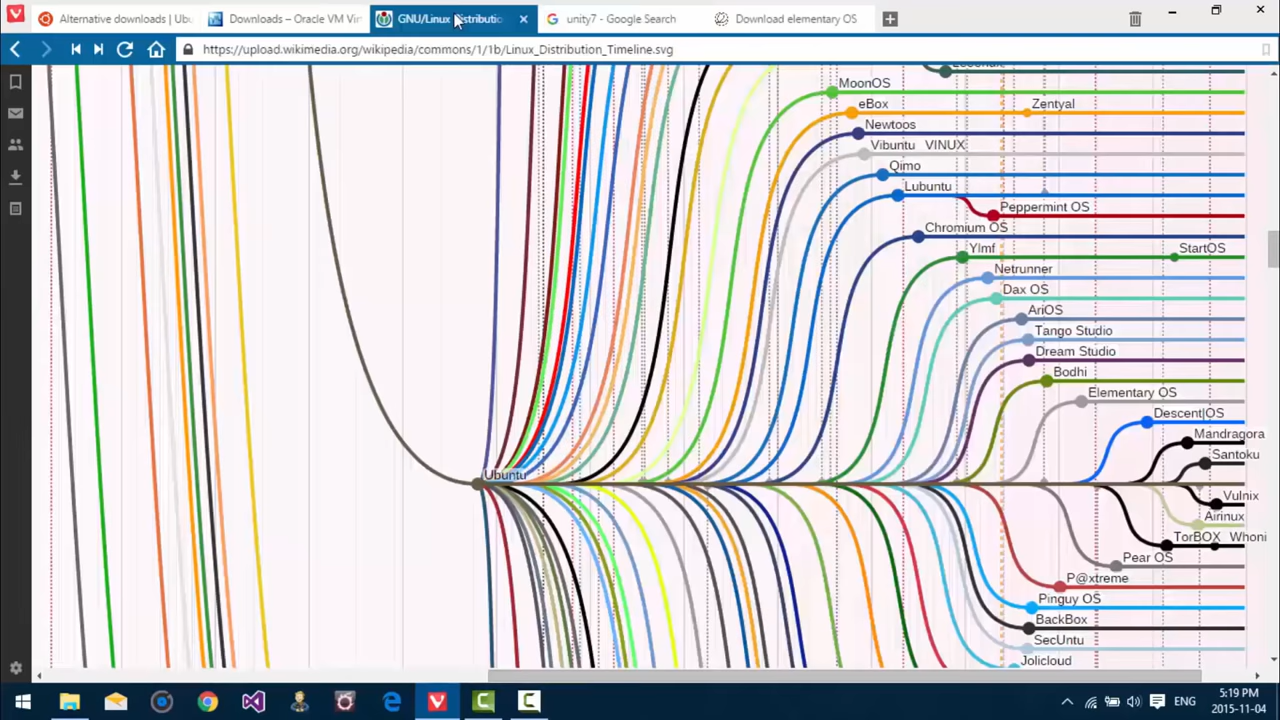 Alternative downloads | Ubu
Downloads – Oracle VM Vir
GNU/Linux Distributio
unity7 - Google Search
Download elementary OS
https://upload.wikimedia.org/wikipedia/commons/1/1b/Linux_Distribution_Timeline.svg
MoonOS
eBox
Zentyal
Newtoos
Vibuntu VINUX
Qimo
Lubuntu
Peppermint OS
Chromium OS
Ylmf
StartOS
Netrunner
Dax OS
AriOS
Tango Studio
Dream Studio
Bodhi
Elementary OS
Descent|OS
Mandragora
Santoku
Ubuntu
Vulnix
Airinux
TorBOX Whoni
Pear OS
P@xtreme
Pinguy OS
BackBox
SecUntu
Jolicloud
ENG
5:19 PM
2015-11-04